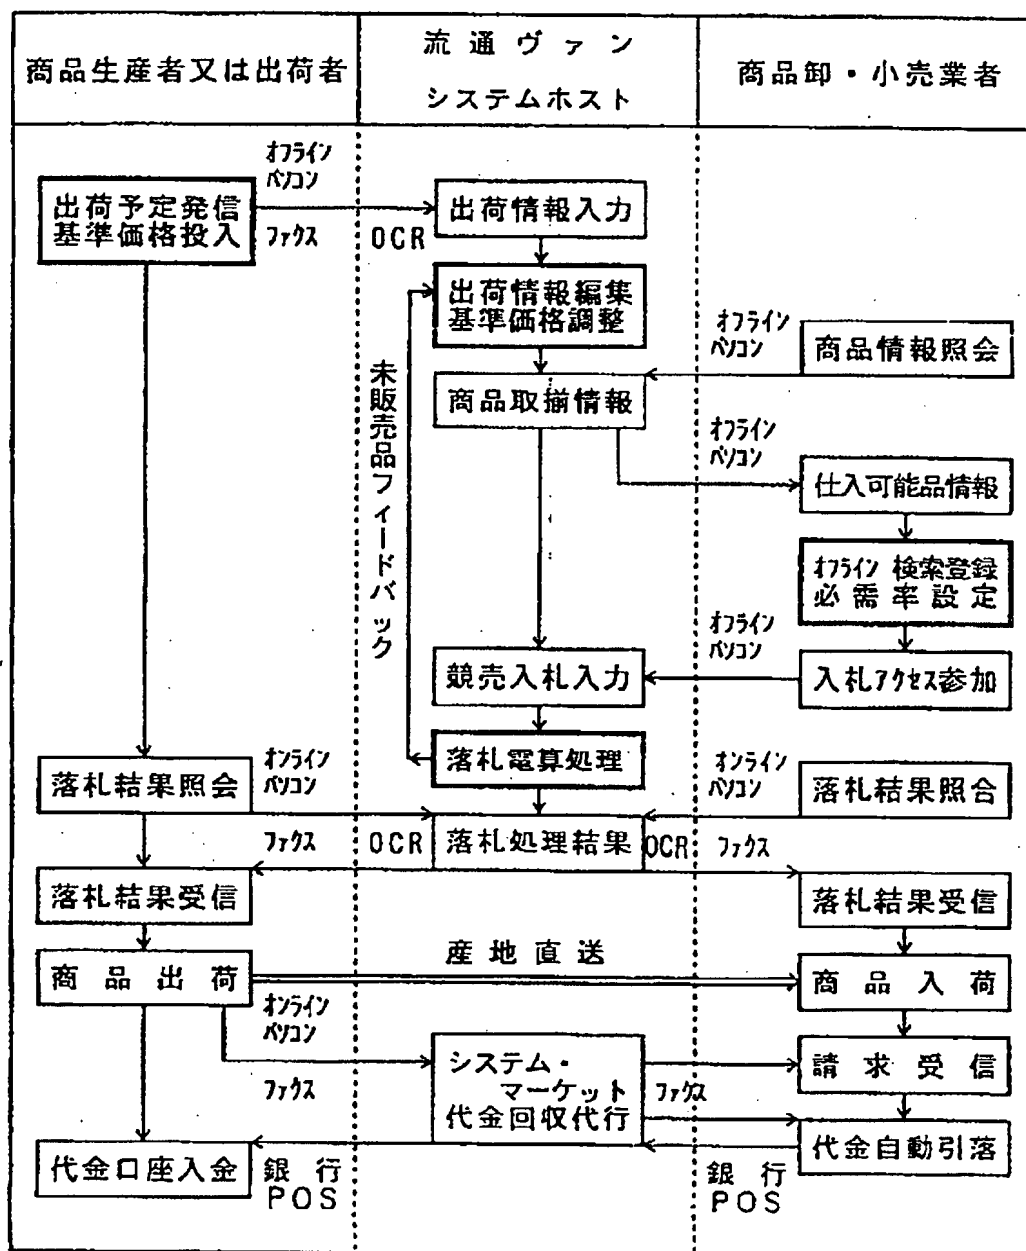 商品生産者又は出荷者
流通ヴァン
システムホスト
商品卸・小売業者
オフライン
パソコン
出荷予定発信
基準価格投入
ファクス
OCR
出荷情報入力
出荷情報編集
基準価格調整
オフライン
パソコン
商品情報照会
商品取揃情報
未販売品フィードバック
オフライン
パソコン
仕入可能品情報
オフライン 検索登録
必需率設定
オフライン
パソコン
競売入札入力
入札アクセス参加
落札電算処理
落札結果照会
オンライン
パソコン
オンライン
パソコン
落札結果照合
ファクス
OCR
落札処理結果
OCR
ファクス
落札結果受信
落札結果受信
産地直送
商品出荷
商品入荷
オンライン
パソコン
ファクス
システム・
マーケット
代金回収代行
ファクス
請求受信
代金自動引落
代金口座入金
銀行
POS
銀行
POS